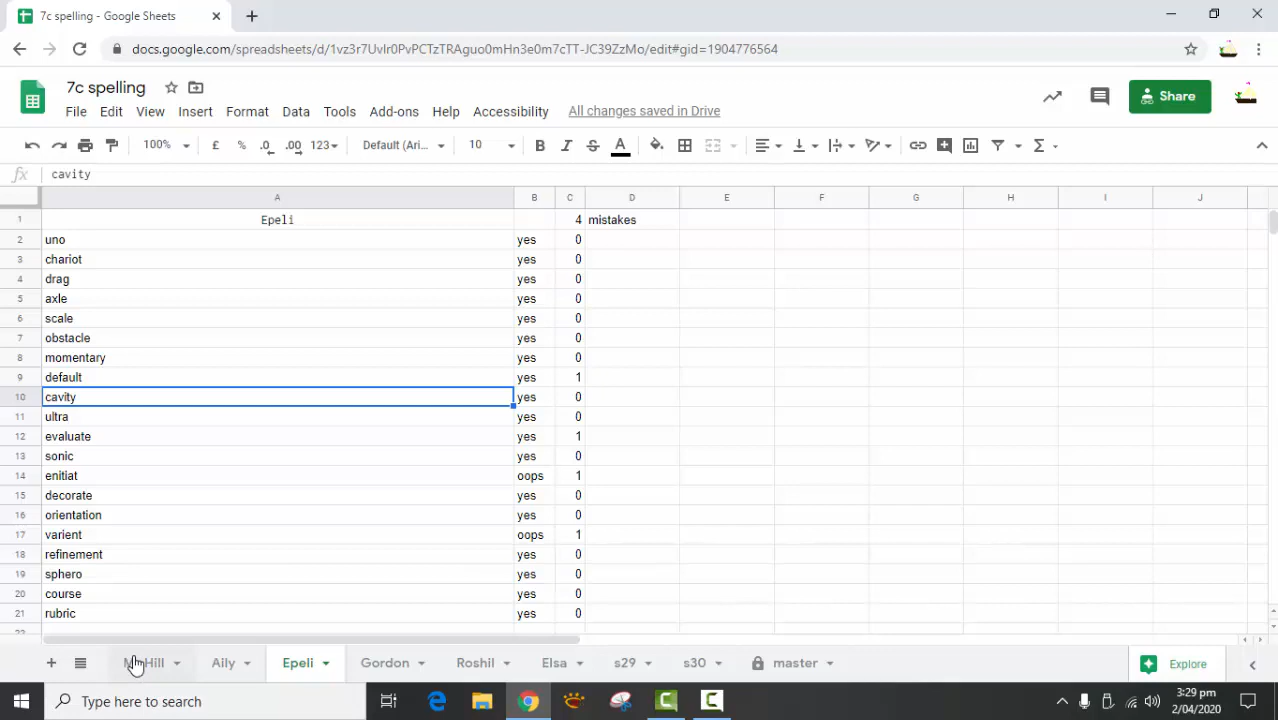 7c spelling - Google Sheets
docs.google.com/spreadsheets/d/1vz3r7UvIr0PvPCTzTRAguo0mHn3e0m7cTT-JC39ZzMo/edit#gid=1904776564
7c spelling
Share
File Edit View Insert Format Data Tools Add-ons Help Accessibility All changes saved in Drive
100% £ % .0 .00 123 Default (Ari... 10 B I S A
fx cavity
A B C D E F G H I J
1 Epeli 4 mistakes
2 uno yes 0
3 chariot yes 0
4 drag yes 0
5 axle yes 0
6 scale yes 0
7 obstacle yes 0
8 momentary yes 0
9 default yes 1
10 cavity yes 0
11 ultra yes 0
12 evaluate yes 1
13 sonic yes 0
14 enitiat oops 1
15 decorate yes 0
16 orientation yes 0
17 varient oops 1
18 refinement yes 0
19 sphero yes 0
20 course yes 0
21 rubric yes 0
Hill Aily Epeli Gordon Roshil Elsa s29 s30 master Explore
Type here to search
3:29 pm
2/04/2020